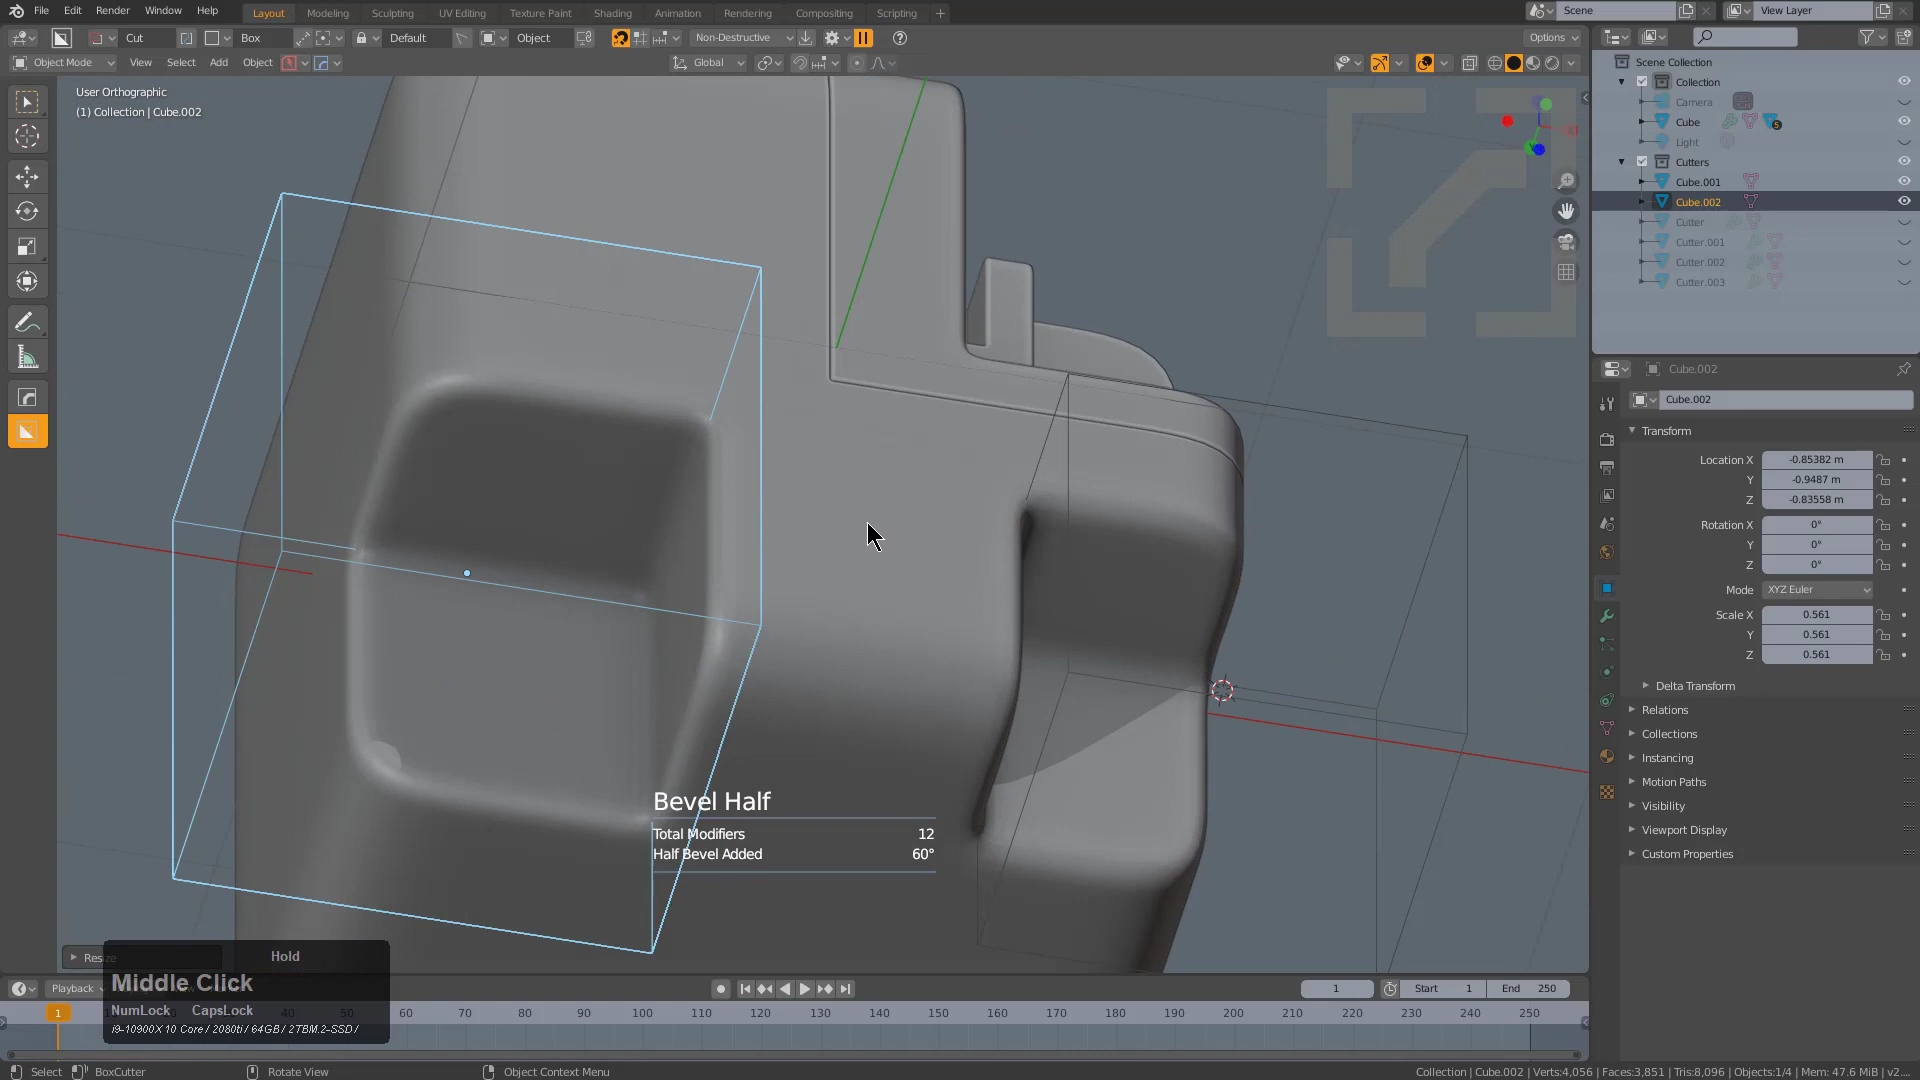 File Edit Render Window Help
Layout Modeling Sculpting UV Editing Texture Paint Shading Animation Rendering Compositing Scripting
Scene
View Layer
Cut Box Default Object Non-Destructive Options
Object Mode View Select Add Object Global
User Orthographic
(1) Collection | Cube.002
Scene Collection
Collection
Camera
Cube 5
Light
Cutters
Cube.001
Cube.002
Cutter
Cutter.001
Cutter.002
Cutter.003
Cube.002
Cube.002
Transform
Location X -0.85382 m
Y -0.9487 m
Z -0.83558 m
Rotation X 0°
Y 0°
Z 0°
Mode XYZ Euler
Scale X 0.561
Y 0.561
Z 0.561
Delta Transform
Relations
Collections
Instancing
Motion Paths
Visibility
Viewport Display
Custom Properties
Bevel Half
Total Modifiers 12
Half Bevel Added 60°
Hold
Middle Click
NumLock CapsLock
i9-10900X 10 Core / 2080ti / 64GB / 2TBM.2-SSD /
Playback
1 Start 1 End 250
1 40 60 70 80 90 100 110 120 130 140 150 160 170 180 190 200 210 220 230 240 250
Select BoxCutter Rotate View Object Context Menu
Collection | Cube.002 | Verts:4,056 | Faces:3,851 | Tris:8,096 | Objects:1/4 | Mem: 47.6 MiB | v2....